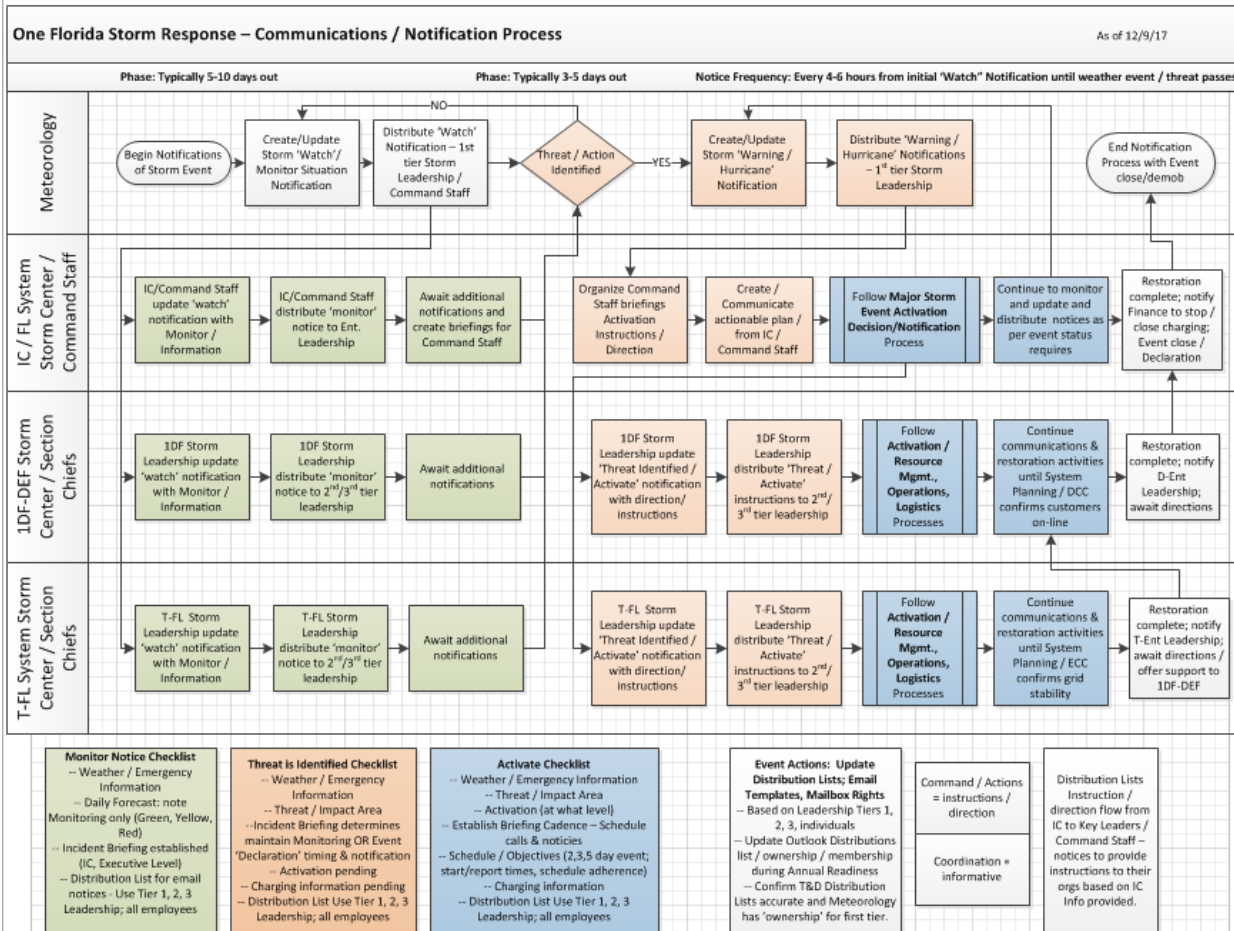 One Florida Storm Response – Communications / Notification Process
As of 12/9/17
Phase: Typically 5-10 days out
Phase: Typically 3-5 days out
Notice Frequency: Every 4-6 hours from initial 'Watch" Notification until weather event / threat passes
Meteorology
Begin Notifications
of Storm Event
Create/Update
Storm 'Watch'/
Monitor Situation
Notification
Distribute 'Watch'
Notification – 1st
tier Storm
Leadership /
Command Staff
NO
Threat / Action
Identified
YES
Create/Update
Storm 'Warning /
Hurricane'
Notification
Distribute 'Warning /
Hurricane' Notifications
– 1st tier Storm
Leadership
End Notification
Process with Event
close/demob
IC / FL System
Storm Center /
Command Staff
IC/Command Staff
update 'watch'
notification with
Monitor /
Information
IC/Command Staff
distribute 'monitor'
notice to Ent.
Leadership
Await additional
notifications and
create briefings for
Command Staff
Organize Command
Staff briefings
Activation
Instructions /
Direction
Create /
Communicate
actionable plan /
from IC /
Command Staff
Follow Major Storm
Event Activation
Decision/Notification
Process
Continue to monitor
and update and
distribute notices as
per event status
requires
Restoration
complete; notify
Finance to stop /
close charging;
Event close /
Declaration
1DF-DEF Storm
Center / Section
Chiefs
1DF Storm
Leadership update
'watch' notification
with Monitor /
Information
1DF Storm
Leadership
distribute 'monitor'
notice to 2nd/3rd tier
leadership
Await additional
notifications
1DF Storm
Leadership update
'Threat Identified /
Activate' notification
with direction/
instructions
1DF Storm
Leadership
distribute 'Threat /
Activate'
instructions to 2nd/
3rd tier leadership
Follow
Activation /
Resource
Mgmt.,
Operations,
Logistics
Processes
Continue
communications &
restoration activities
until System
Planning / DCC
confirms customers
on-line
Restoration
complete; notify
D-Ent
Leadership;
await directions
T-FL System Storm
Center / Section
Chiefs
T-FL Storm
Leadership update
'watch' notification
with Monitor /
Information
T-FL Storm
Leadership
distribute 'monitor'
notice to 2nd/3rd tier
leadership
Await additional
notifications
T-FL Storm
Leadership update
'Threat Identified /
Activate' notification
with direction/
instructions
T-FL Storm
Leadership
distribute 'Threat /
Activate'
instructions to 2nd/
3rd tier leadership
Follow
Activation /
Resource
Mgmt.,
Operations,
Logistics
Processes
Continue
communications &
restoration activities
until System
Planning / ECC
confirms grid
stability
Restoration
complete; notify
T-Ent Leadership;
await directions /
offer support to
1DF-DEF
Monitor Notice Checklist
-- Weather / Emergency
Information
-- Daily Forecast: note
Monitoring only (Green, Yellow,
Red)
-- Incident Briefing established
(IC, Executive Level)
-- Distribution List for email
notices - Use Tier 1, 2, 3
Leadership; all employees
Threat is Identified Checklist
-- Weather / Emergency
Information
-- Threat / Impact Area
--Incident Briefing determines
maintain Monitoring OR Event
'Declaration' timing & notification
-- Activation pending
-- Charging information pending
-- Distribution List Use Tier 1, 2, 3
Leadership; all employees
Activate Checklist
-- Weather / Emergency Information
-- Threat / Impact Area
-- Activation (at what level)
-- Establish Briefing Cadence – Schedule
calls & noticies
-- Schedule / Objectives (2,3,5 day event;
start/report times, schedule adherence)
-- Charging information
-- Distribution List Use Tier 1, 2, 3
Leadership; all employees
Event Actions: Update
Distribution Lists; Email
Templates, Mailbox Rights
-- Based on Leadership Tiers 1,
2, 3, individuals
-- Update Outlook Distributions
list / ownership / membership
during Annual Readiness
-- Confirm T&D Distribution
Lists accurate and Meteorology
has 'ownership' for first tier.
Command / Actions
= instructions /
direction
Coordination =
informative
Distribution Lists
Instruction /
direction flow from
IC to Key Leaders /
Command Staff –
notices to provide
instructions to their
orgs based on IC
Info provided.